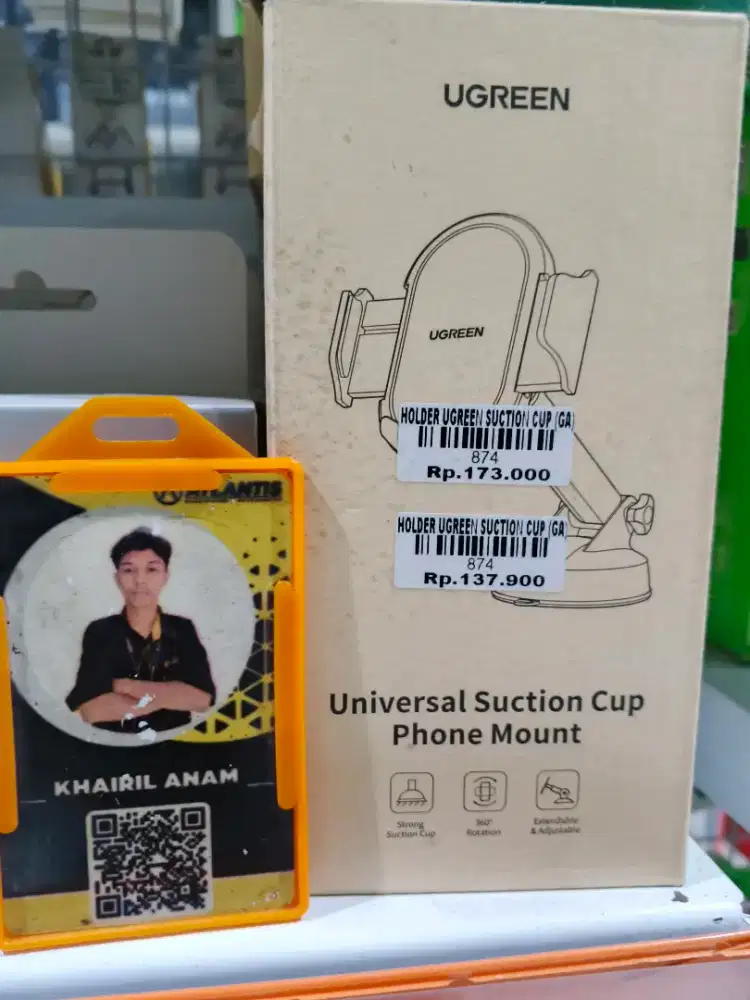 UGREEN
UGREEN
HOLDER UGREEN SUCTION CUP (GA)
874
Rp.173.000
HOLDER UGREEN SUCTION CUP (GA
874
Rp.137.900
Universal Suction Cup
Phone Mount
Strong
Suction Cup
360°
Rotation
Extendable
& Adjustable
ATLANTIS
KHAIRIL ANAM